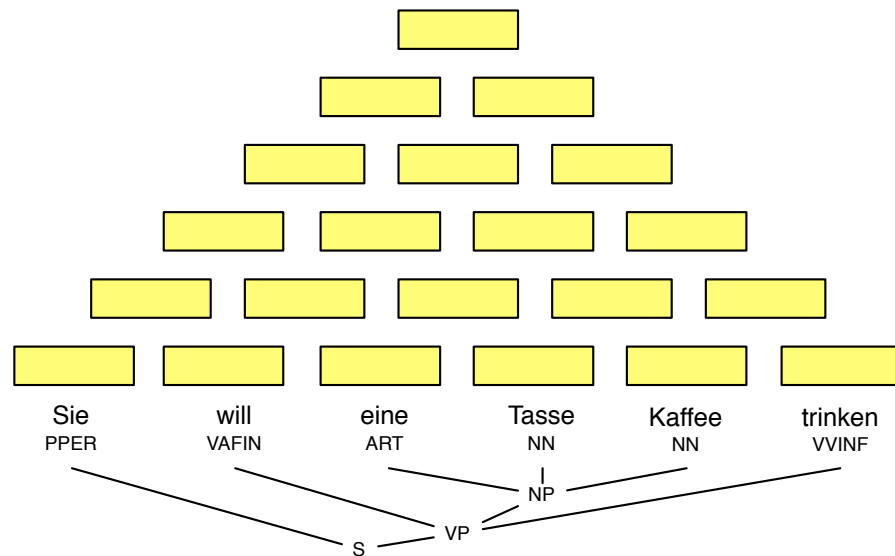 Sie will eine Tasse Kaffee trinken
PPER VAFIN ART NN NN VVINF
NP
VP
S